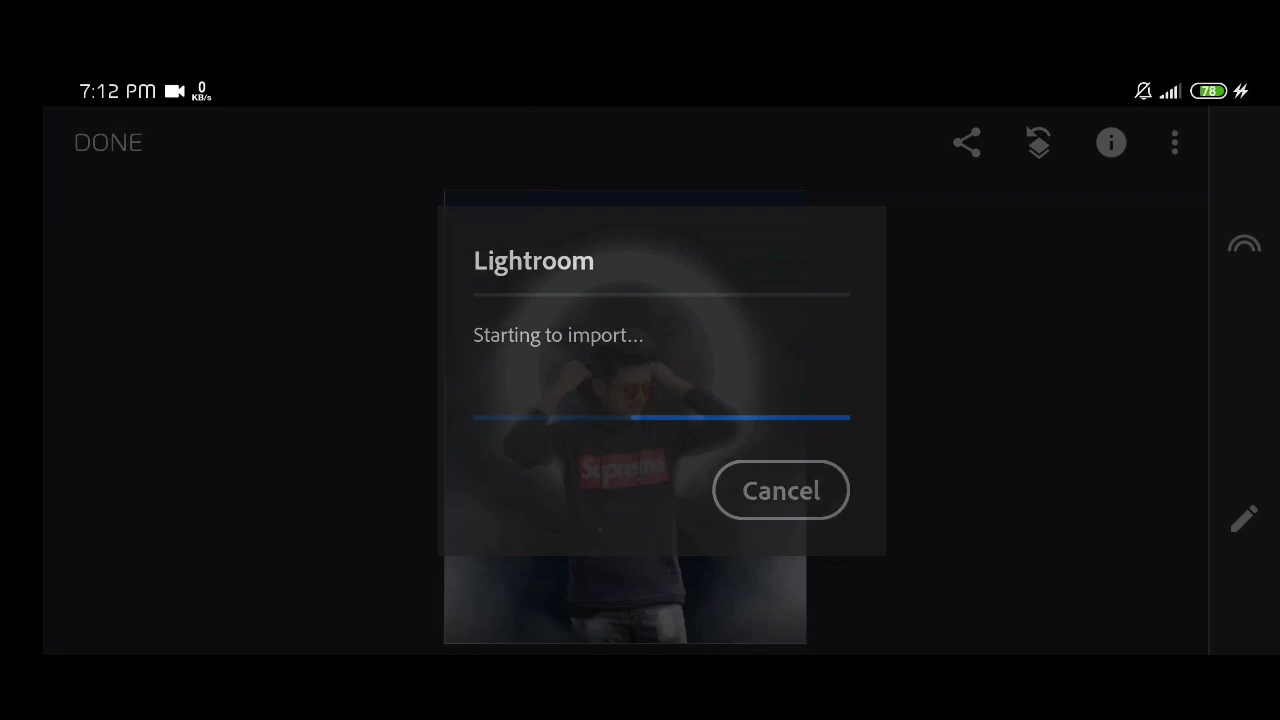 7:12 PM 0 KB/s 78
DONE
Lightroom
Starting to import...
Supreme
Cancel